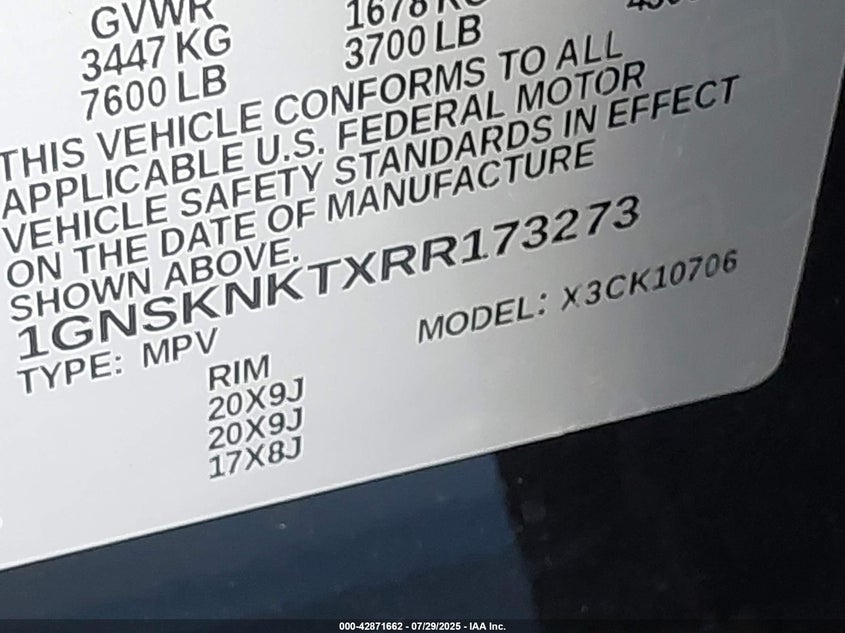 GVWR 1678 KG
3447 KG 3700 LB
7600 LB
THIS VEHICLE CONFORMS TO ALL
APPLICABLE U.S. FEDERAL MOTOR
VEHICLE SAFETY STANDARDS IN EFFECT
ON THE DATE OF MANUFACTURE
SHOWN ABOVE.
1GNSKNKTXRR173273
TYPE: MPV MODEL: X3CK10706
RIM
20X9J
20X9J
17X8J
000-42871662 - 07/29/2025 - IAA Inc.